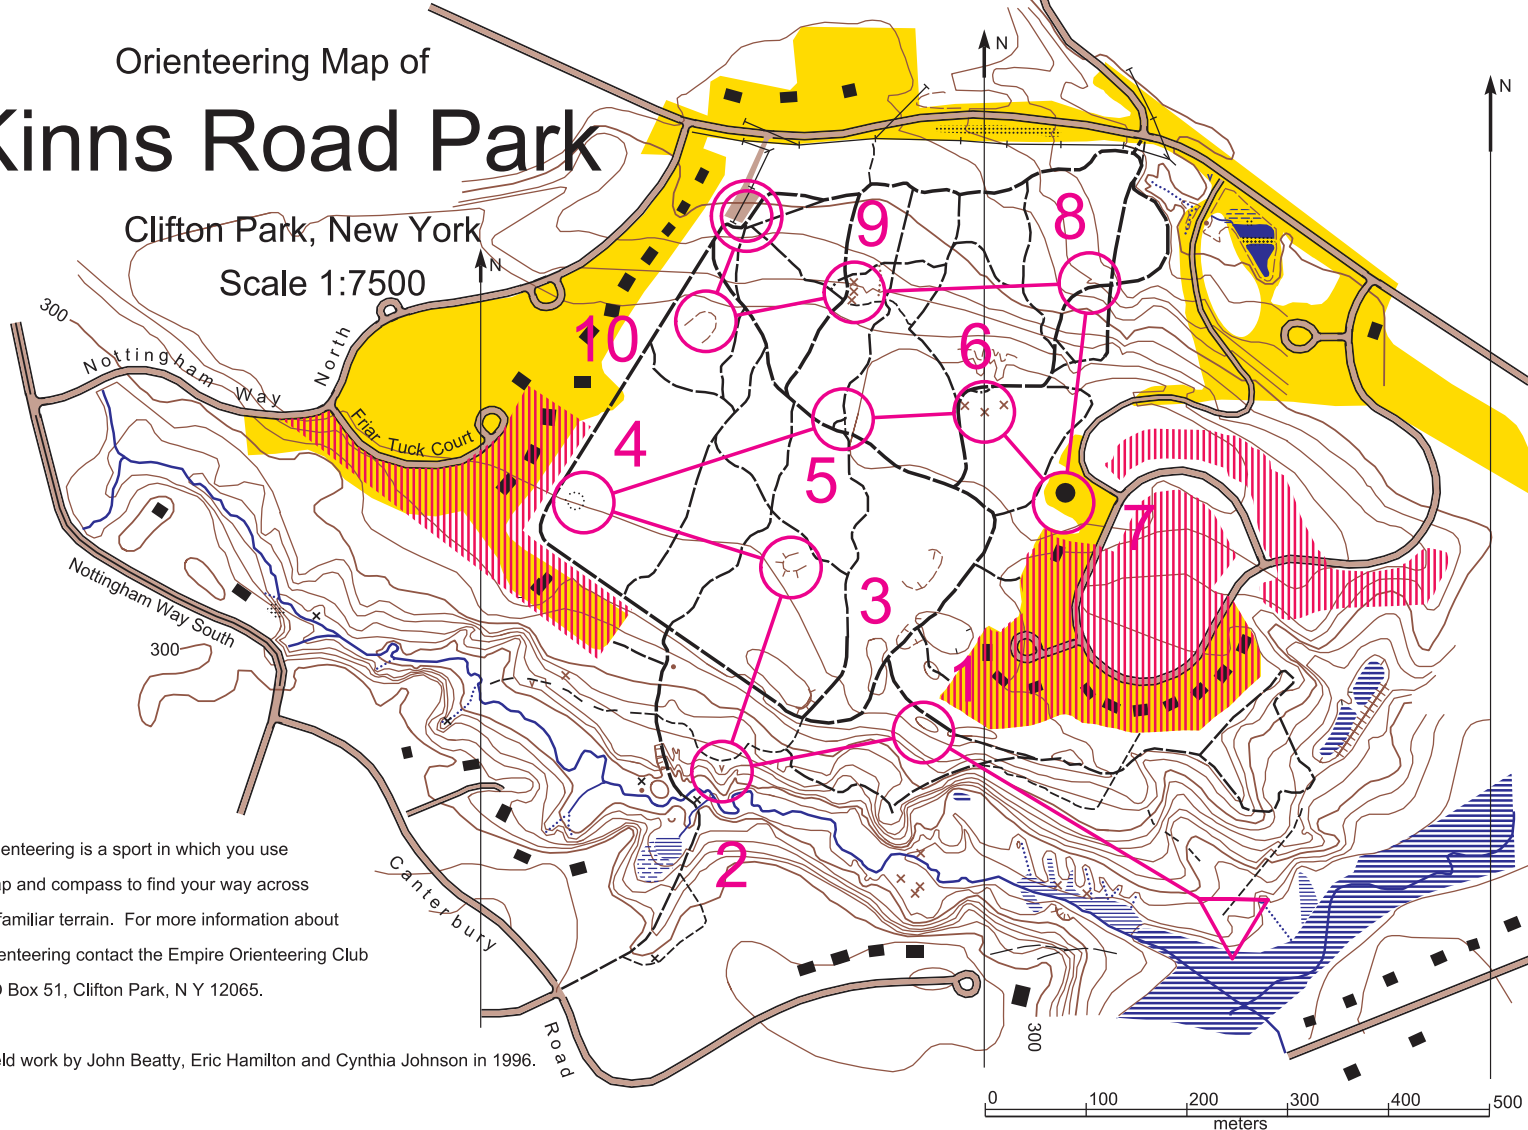 Orienteering Map of
Kinns Road Park
Clifton Park, New York
Scale 1:7500
N
N
N
300
Nottingham Way North
Friar Tuck Court
Nottingham Way South
300
Canterbury Road
300
1
2
3
4
5
6
7
8
9
10
enteering is a sport in which you use
ap and compass to find your way across
familiar terrain. For more information about
enteering contact the Empire Orienteering Club
O Box 51, Clifton Park, N Y 12065.
eld work by John Beatty, Eric Hamilton and Cynthia Johnson in 1996.
0 100 200 300 400 500
meters